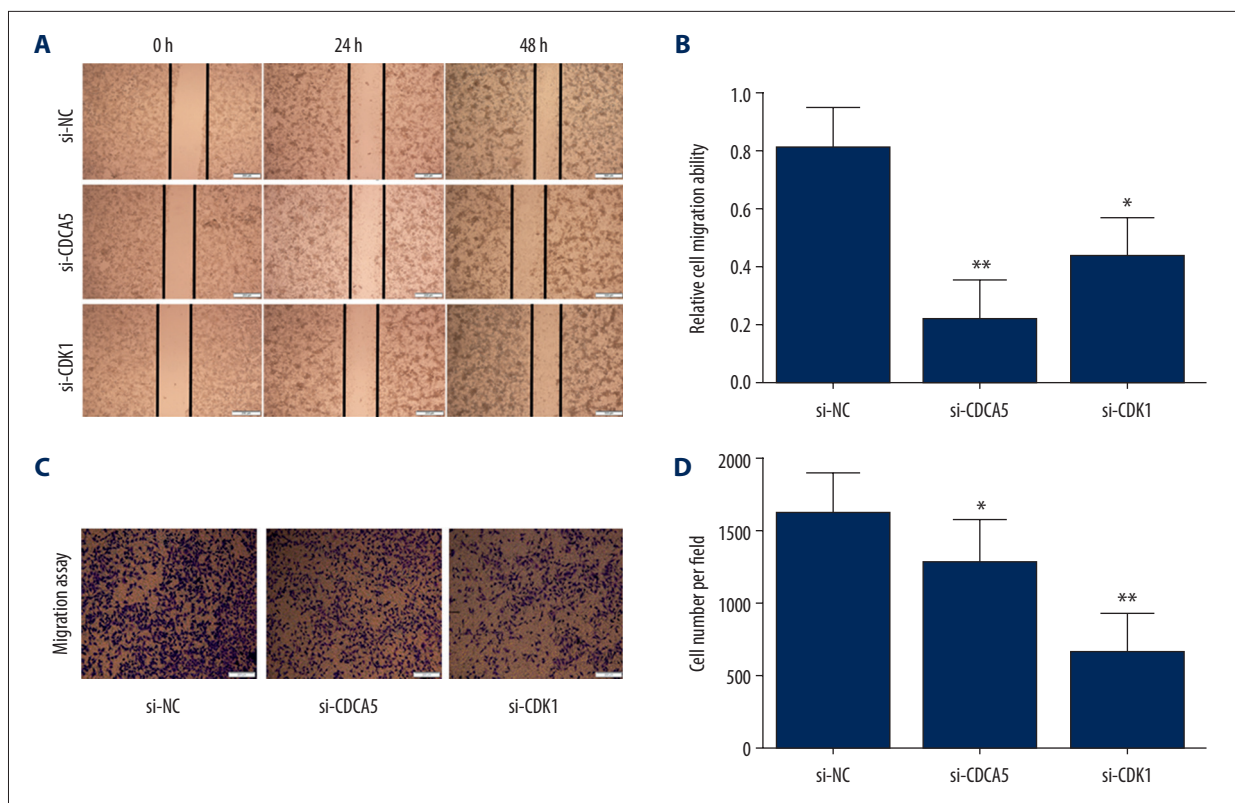 A
0 h
24 h
48 h
si-NC
si-CDCA5
si-CDK1
B
Relative cell migration ability
1.0
0.8
0.6
0.4
0.2
0.0
**
*
si-NC
si-CDCA5
si-CDK1
C
Migration assay
si-NC
si-CDCA5
si-CDK1
D
Cell number per field
2000
1500
1000
500
0
*
**
si-NC
si-CDCA5
si-CDK1